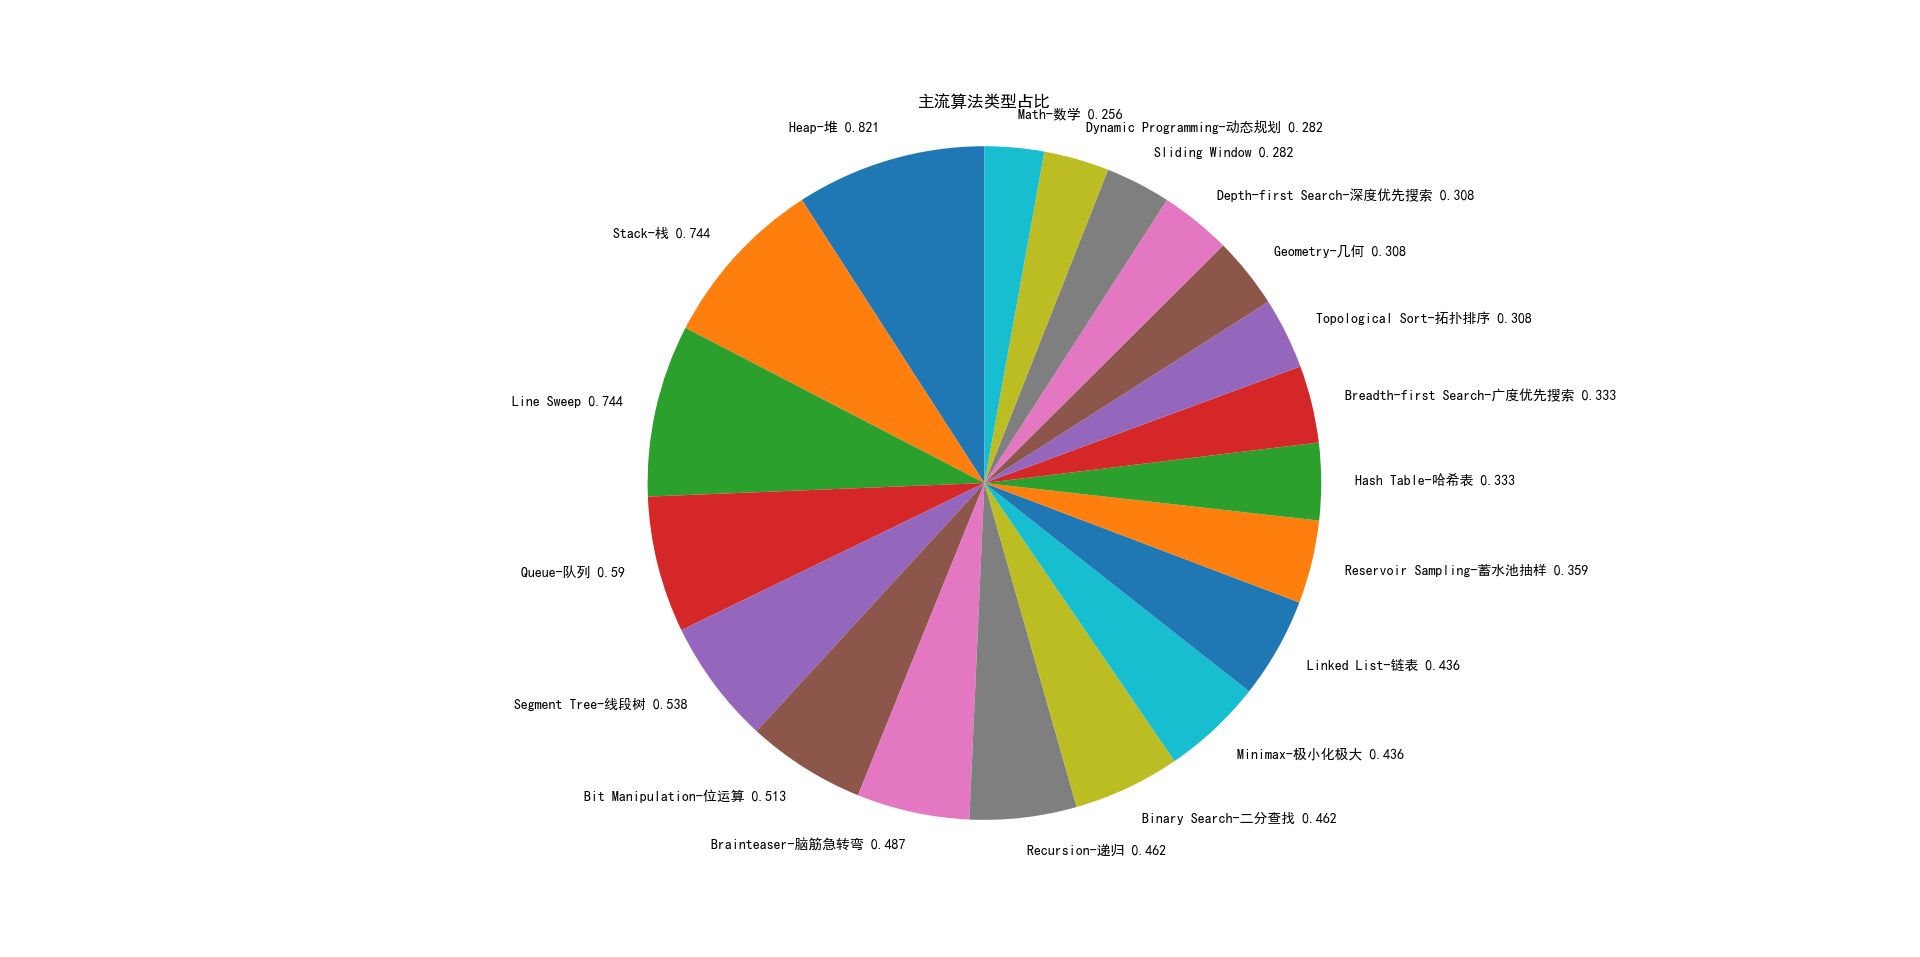 主流算法类型占比
Math-数学 0.256
Heap-堆 0.821
Dynamic Programming-动态规划 0.282
Sliding Window 0.282
Depth-first Search-深度优先搜索 0.308
Stack-栈 0.744
Geometry-几何 0.308
Topological Sort-拓扑排序 0.308
Breadth-first Search-广度优先搜索 0.333
Line Sweep 0.744
Hash Table-哈希表 0.333
Reservoir Sampling-蓄水池抽样 0.359
Queue-队列 0.59
Linked List-链表 0.436
Segment Tree-线段树 0.538
Minimax-极小化极大 0.436
Bit Manipulation-位运算 0.513
Binary Search-二分查找 0.462
Brainteaser-脑筋急转弯 0.487
Recursion-递归 0.462